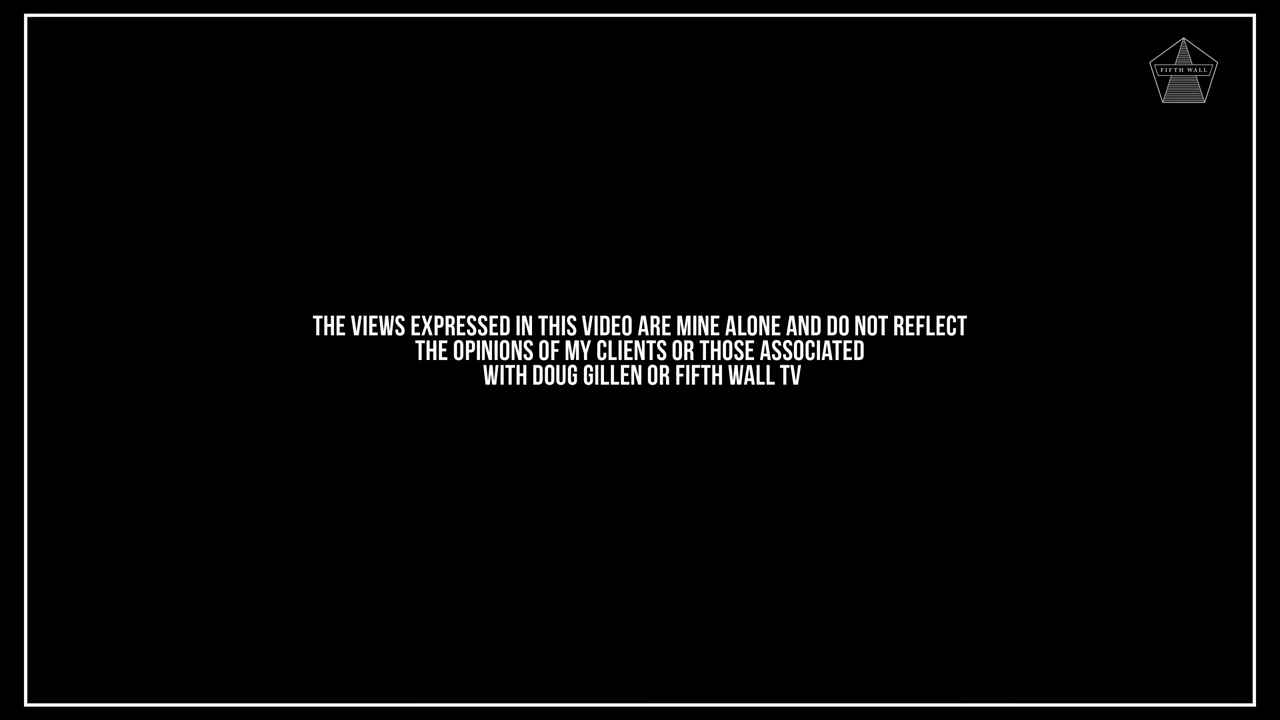 FIFTH WALL
THE VIEWS EXPRESSED IN THIS VIDEO ARE MINE ALONE AND DO NOT REFLECT
THE OPINIONS OF MY CLIENTS OR THOSE ASSOCIATED
WITH DOUG GILLEN OR FIFTH WALL TV